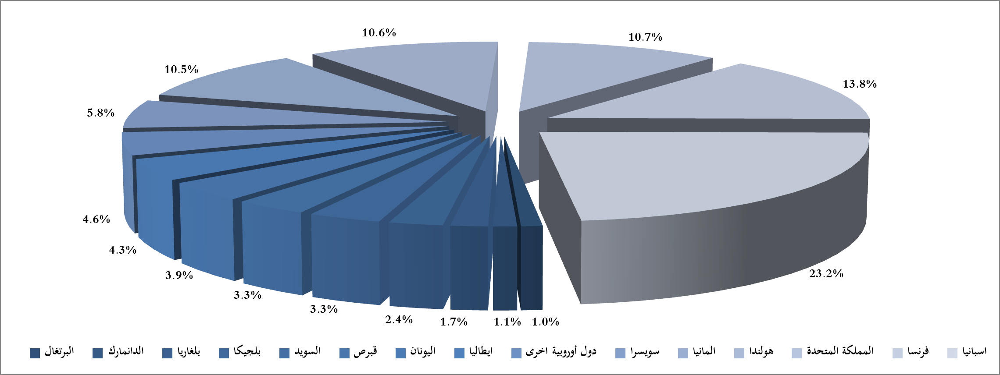 10.6%
10.7%
10.5%
13.8%
5.8%
4.6%
4.3%
3.9%
23.2%
3.3%
3.3%
2.4%
1.7%
1.1%
1.0%
اسبانيا
فرنسا
المملكة المتحدة
هولندا
المانيا
سويسرا
دول أوروبية اخرى
ايطاليا
اليونان
قبرص
السويد
بلجيكا
بلغاريا
الدانمارك
البرتغال